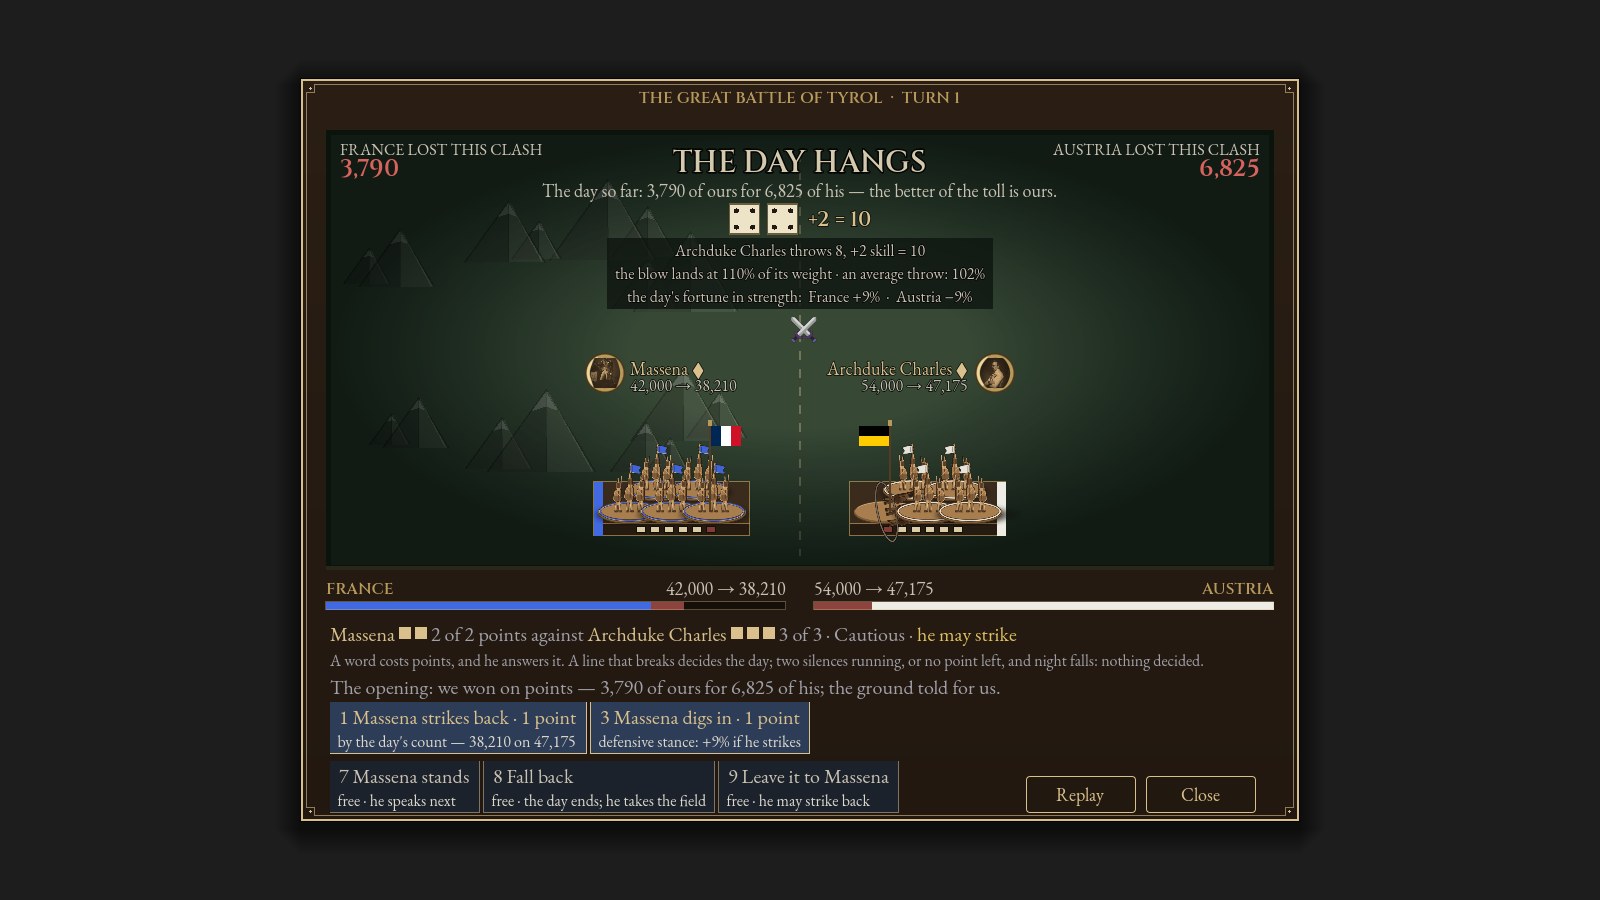 THE GREAT BATTLE OF TYROL · TURN 1
FRANCE LOST THIS CLASH
3,790
THE DAY HANGS
AUSTRIA LOST THIS CLASH
6,825
The day so far: 3,790 of ours for 6,825 of his — the better of the toll is ours.
+2 = 10
Archduke Charles throws 8, +2 skill = 10
the blow lands at 110% of its weight · an average throw: 102%
the day's fortune in strength: France +9% · Austria −9%
Massena ♦
42,000 → 38,210
Archduke Charles ♦
54,000 → 47,175
FRANCE
42,000 → 38,210
54,000 → 47,175
AUSTRIA
Massena 2 of 2 points against Archduke Charles 3 of 3 · Cautious · he may strike
A word costs points, and he answers it. A line that breaks decides the day; two silences running, or no point left, and night falls: nothing decided.
The opening: we won on points — 3,790 of ours for 6,825 of his; the ground told for us.
1 Massena strikes back · 1 point
by the day's count — 38,210 on 47,175
3 Massena digs in · 1 point
defensive stance: +9% if he strikes
7 Massena stands
free · he speaks next
8 Fall back
free · the day ends; he takes the field
9 Leave it to Massena
free · he may strike back
Replay
Close